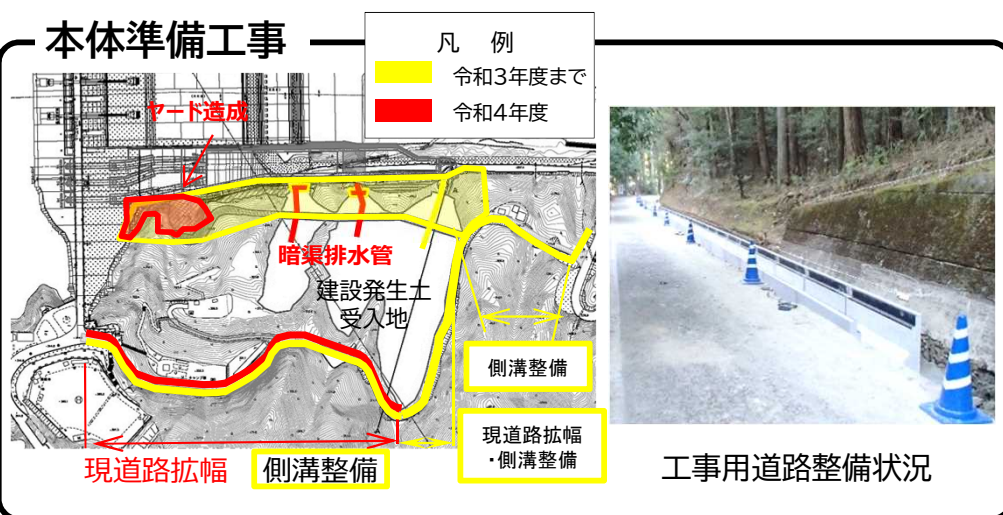 本体準備工事
凡 例
令和3年度まで
令和4年度
ヤード造成
暗渠排水管
建設発生土
受入地
側溝整備
現道路拡幅
・側溝整備
現道路拡幅
側溝整備
工事用道路整備状況